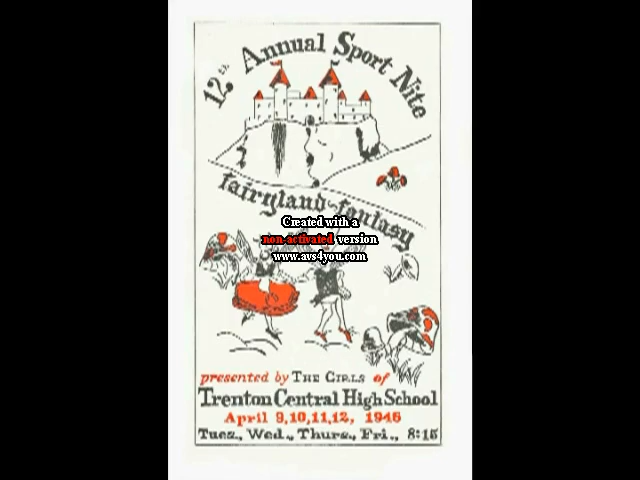 12th Annual Sport Nite
fairyland fantasy
Created with a
non-activated version
www.avs4you.com
presented by THE GIRLS of
Trenton Central High School
April 9,10,11,12, 1946
Tues., Wed., Thurs., Fri., 8:15